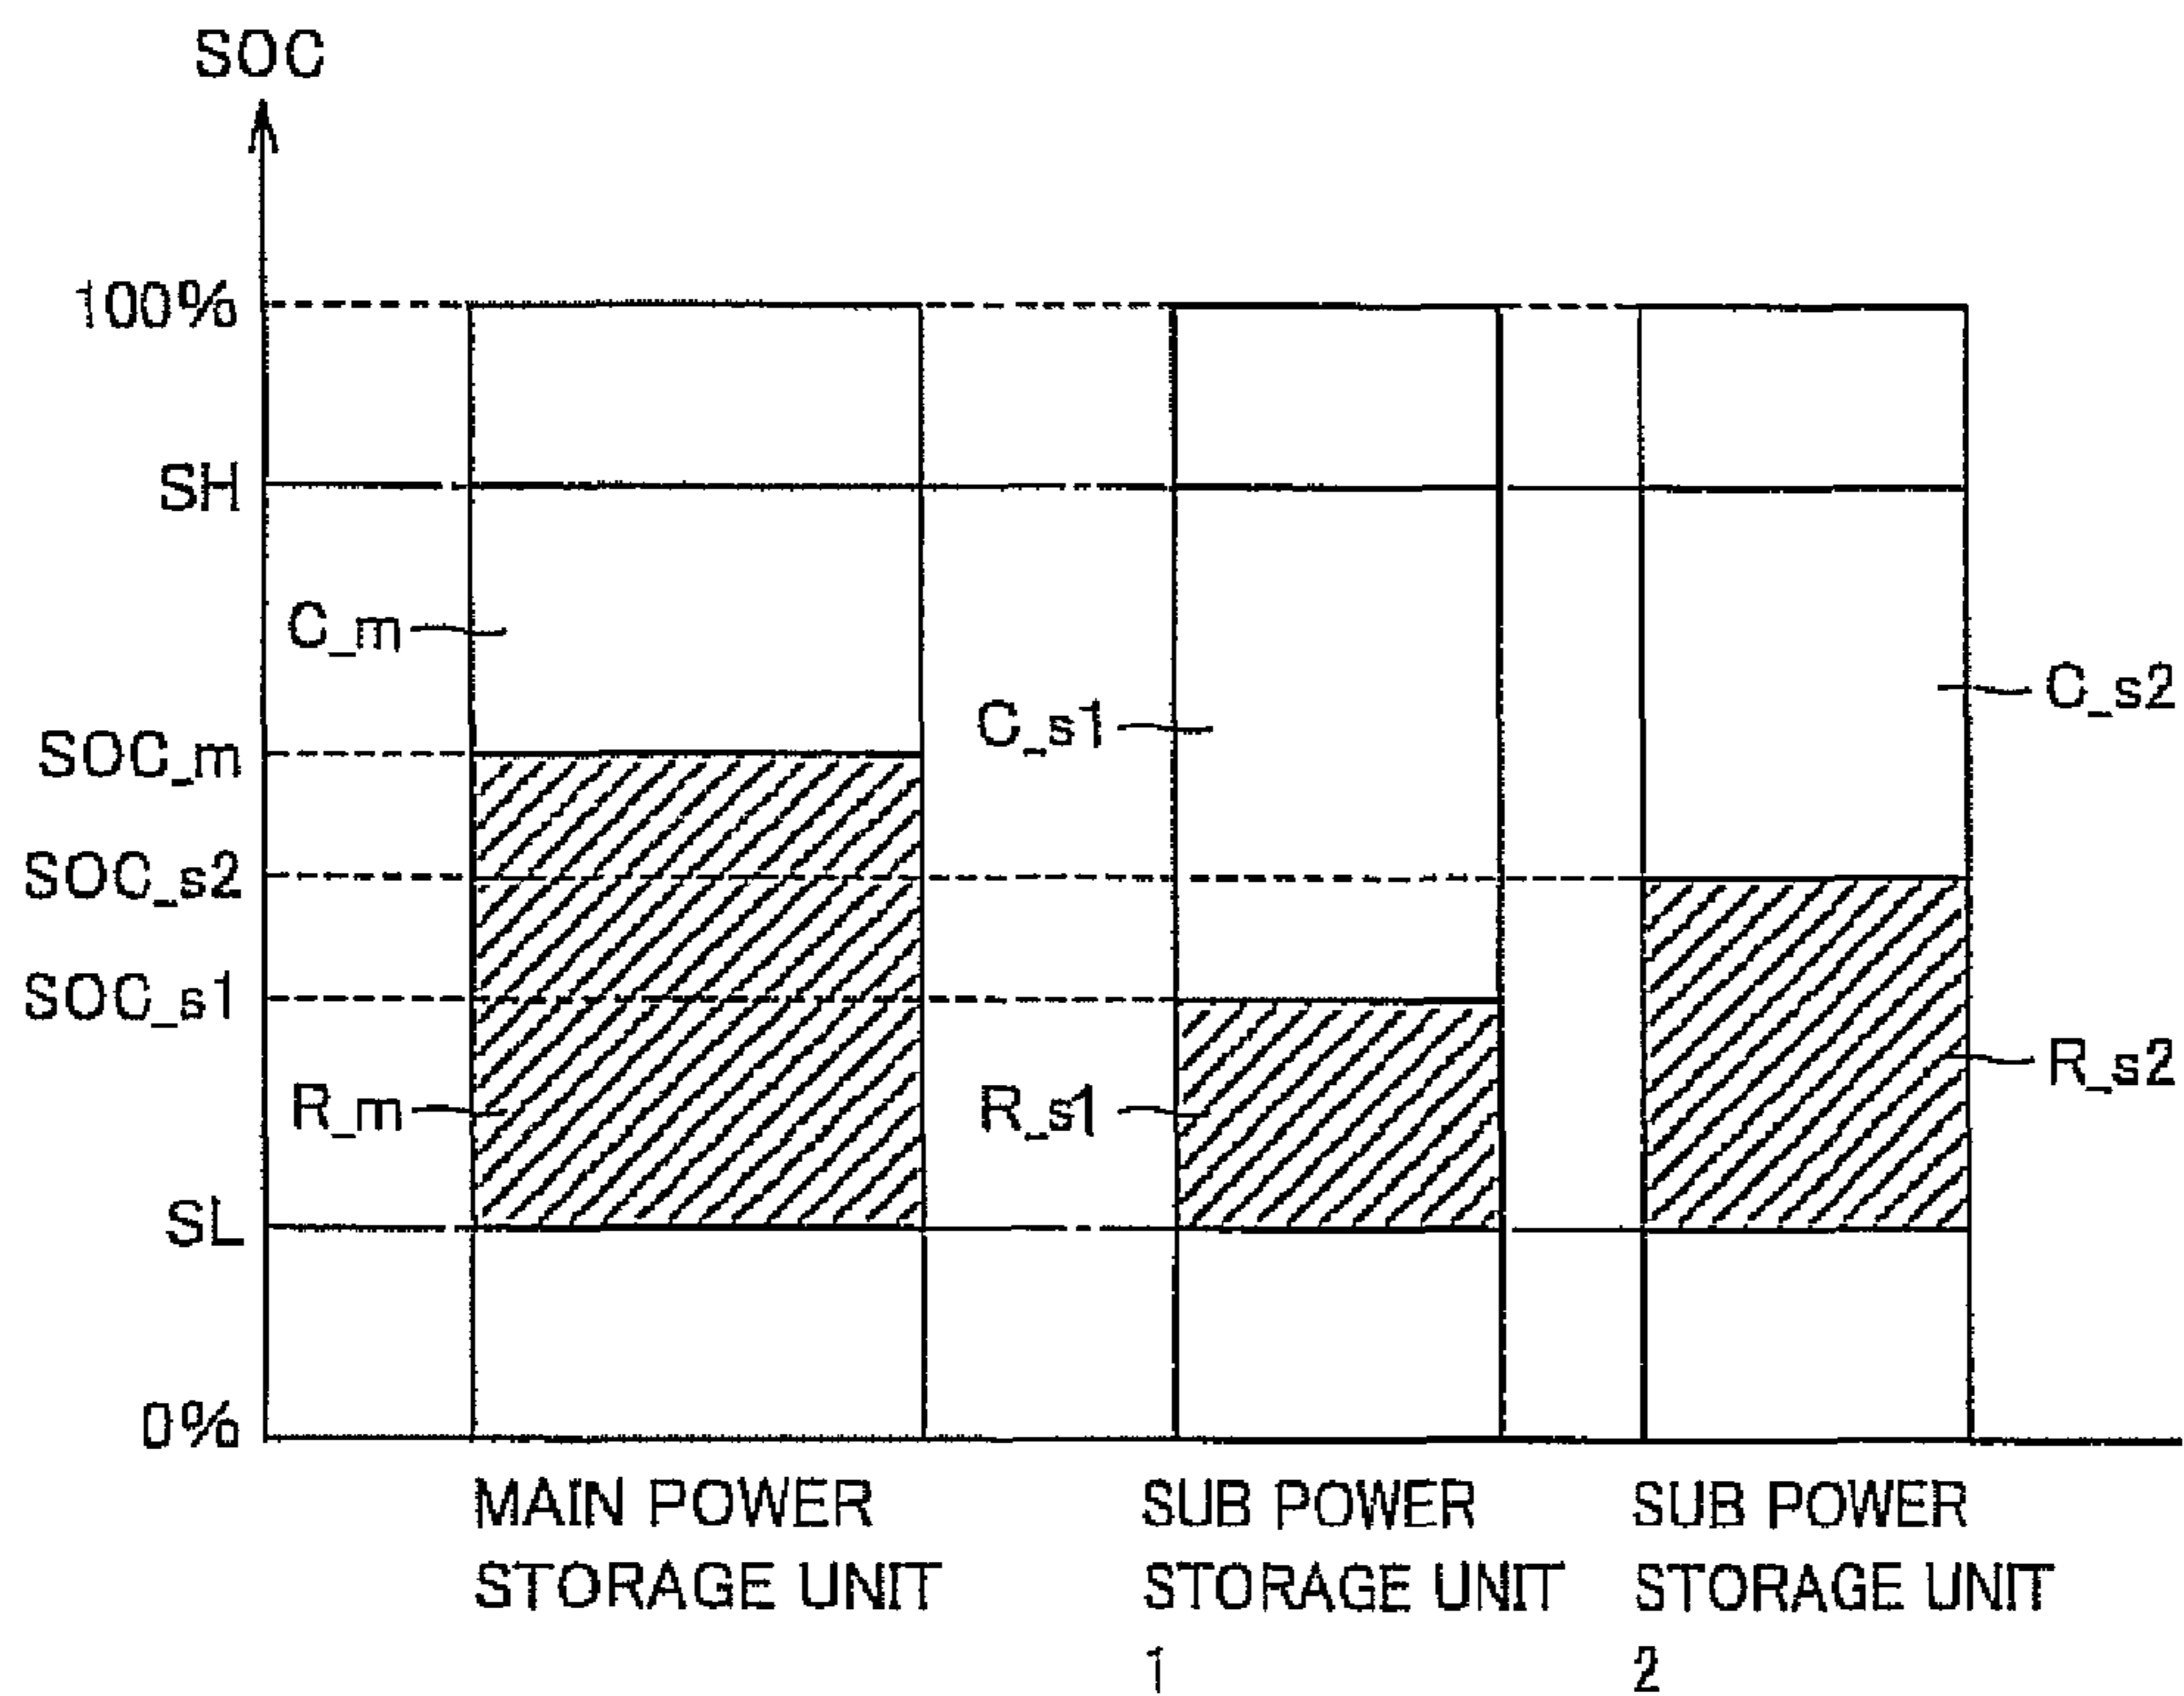 SOC
100%
SH
C_m
C_s2
C_s1
SOC_m
SOC_s2
SOC_s1
R_s2
R_m
R_s1
SL
0%
MAIN POWER
STORAGE UNIT
SUB POWER
STORAGE UNIT
1
SUB POWER
STORAGE UNIT
2